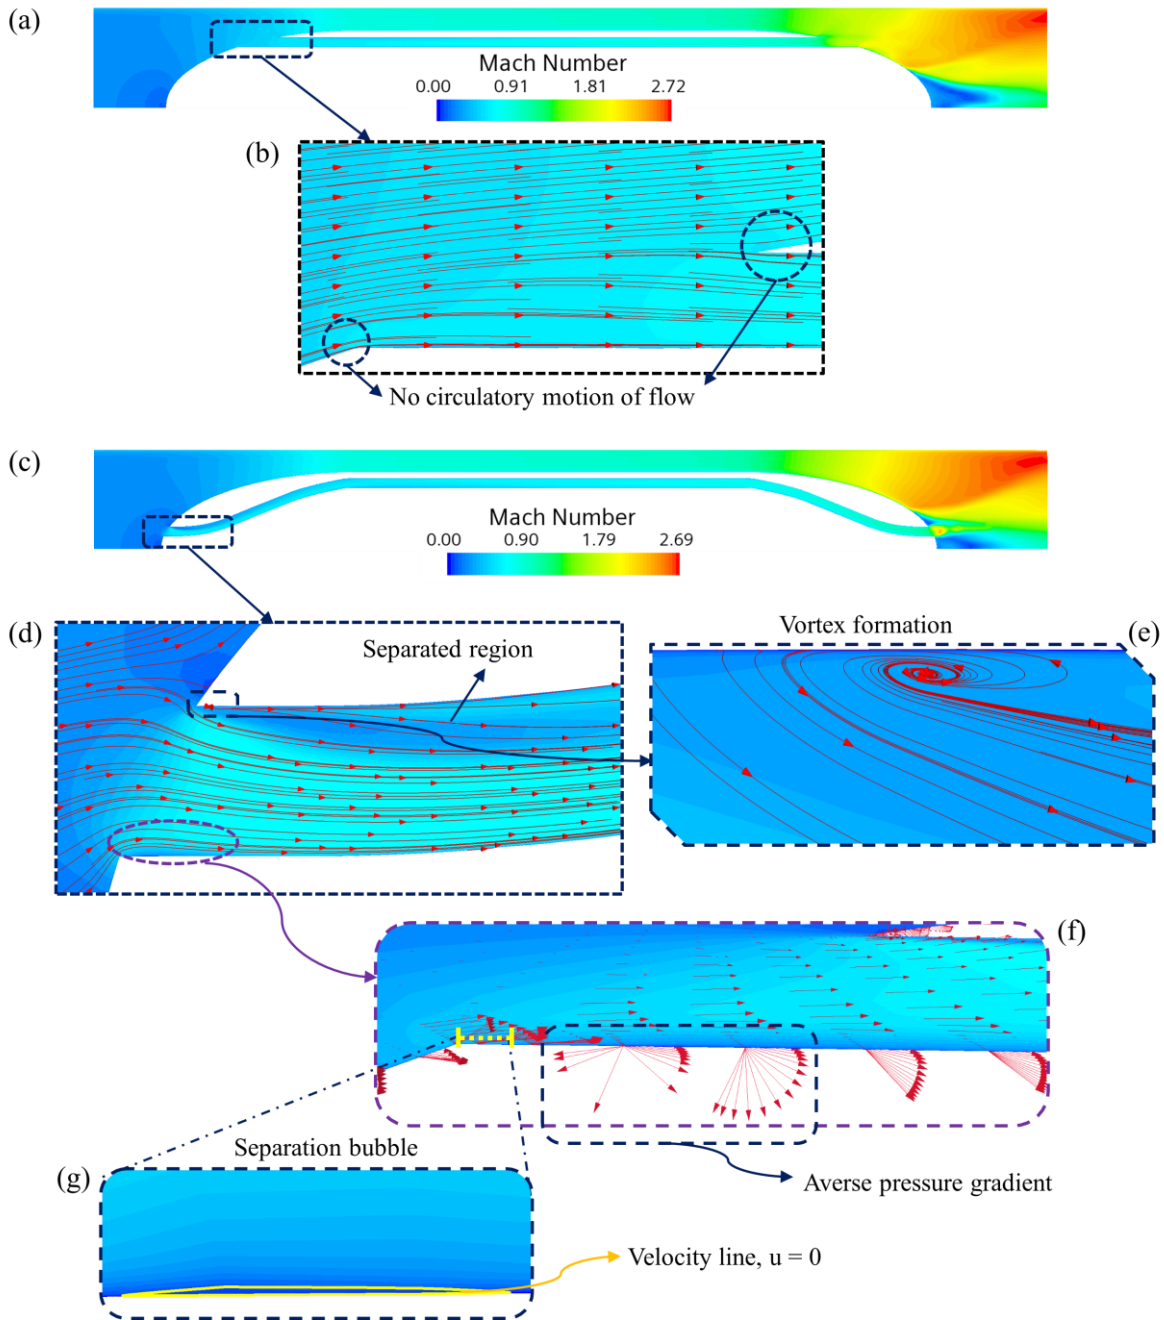 (a)
Mach Number
0.00 0.91 1.81 2.72
(b)
No circulatory motion of flow
(c)
Mach Number
0.00 0.90 1.79 2.69
(d)
Separated region
Vortex formation
(e)
(f)
Separation bubble
(g)
Averse pressure gradient
Velocity line, u = 0